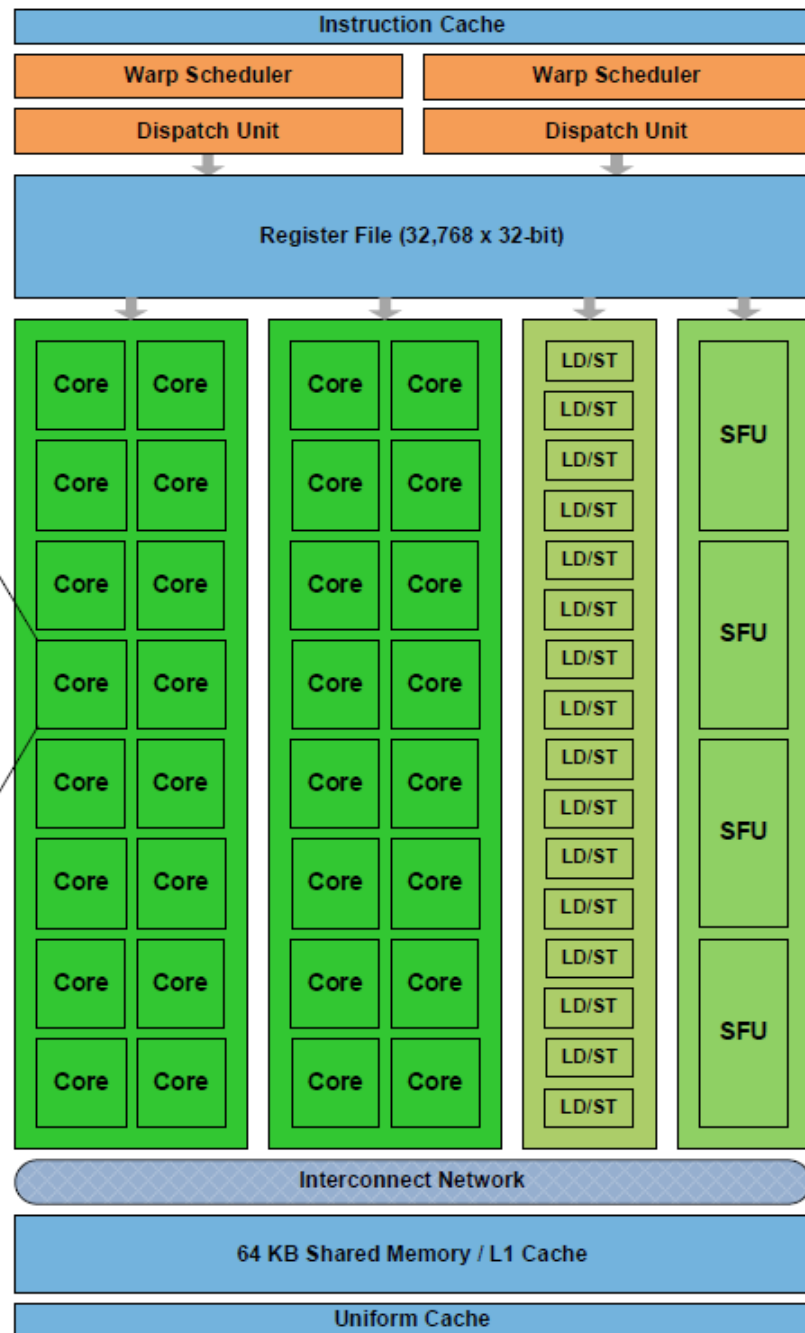 Instruction Cache
Warp Scheduler Warp Scheduler
Dispatch Unit Dispatch Unit
Register File (32,768 x 32-bit)
Core Core Core Core LD/ST LD/ST SFU
Core Core Core Core LD/ST LD/ST
Core Core Core Core LD/ST LD/ST SFU
Core Core Core Core LD/ST LD/ST
Core Core Core Core LD/ST LD/ST SFU
Core Core Core Core LD/ST LD/ST
Core Core Core Core LD/ST LD/ST SFU
Core Core Core Core LD/ST LD/ST
Interconnect Network
64 KB Shared Memory / L1 Cache
Uniform Cache